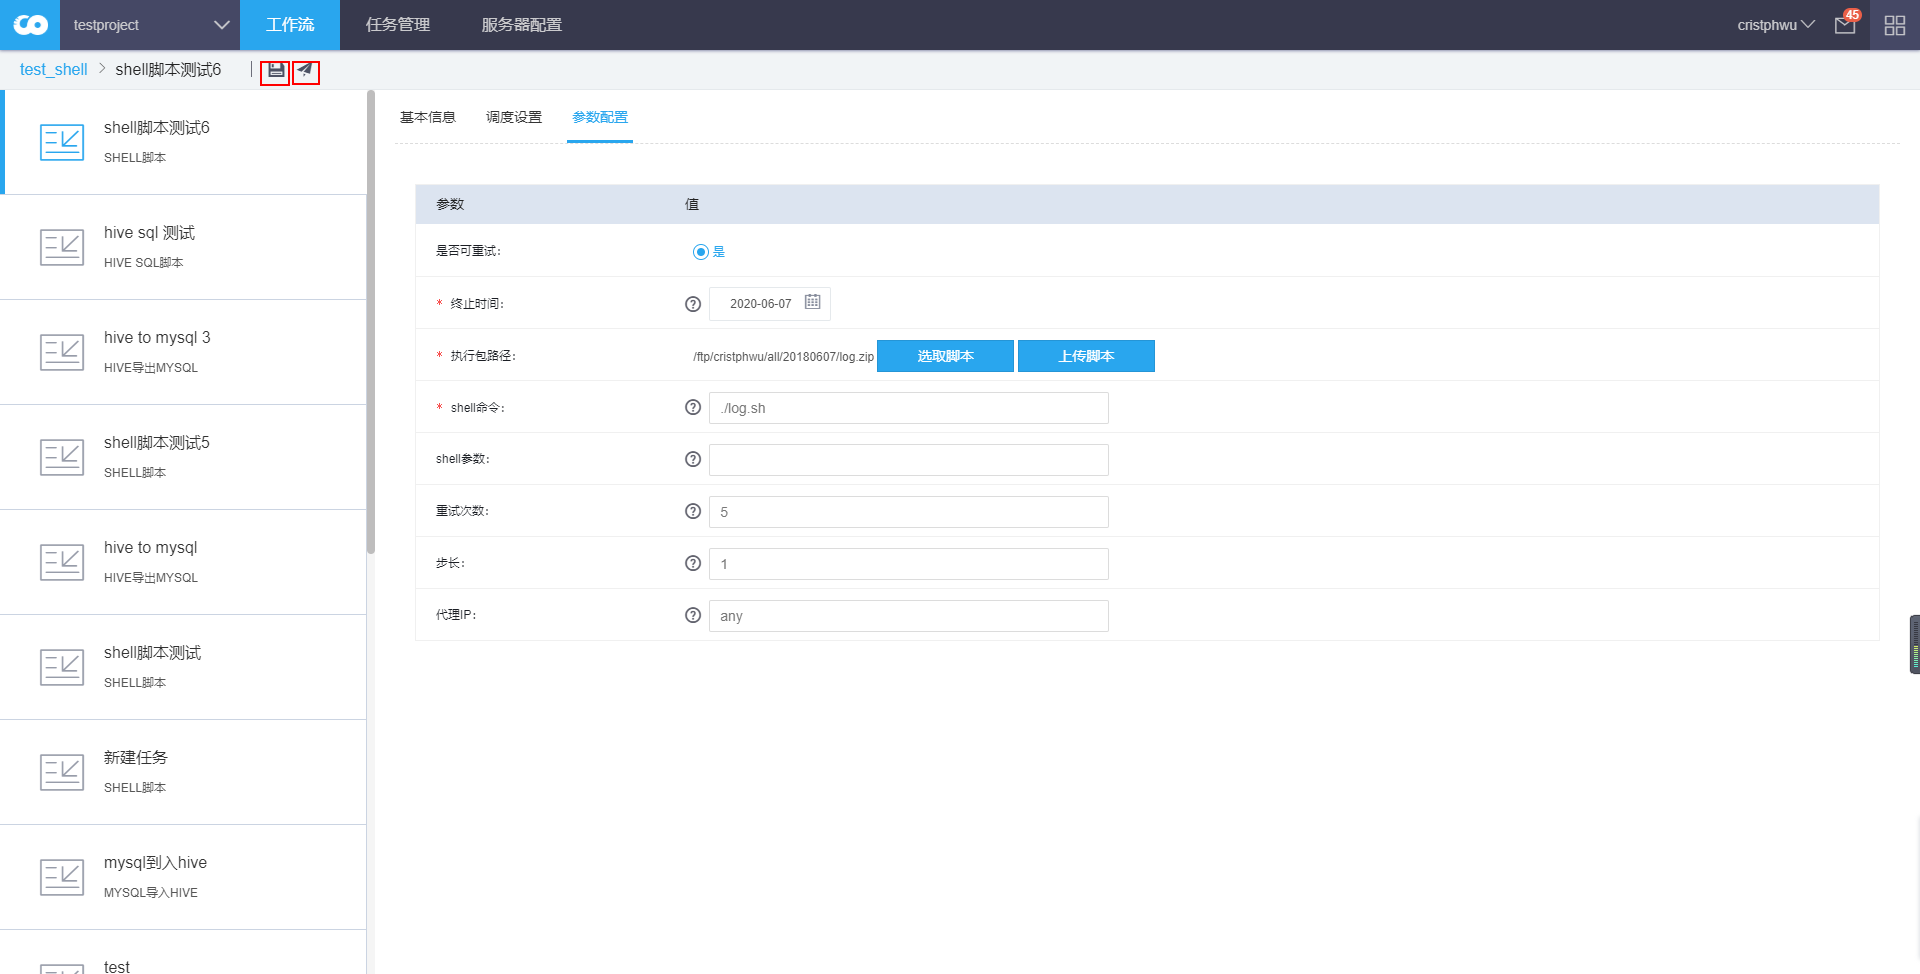 testproject
工作流
任务管理
服务器配置
cristphwu
45
test_shell > shell脚本测试6
shell脚本测试6
SHELL脚本
hive sql 测试
HIVE SQL脚本
hive to mysql 3
HIVE导出MYSQL
shell脚本测试5
SHELL脚本
hive to mysql
HIVE导出MYSQL
shell脚本测试
SHELL脚本
新建任务
SHELL脚本
mysql到入hive
MYSQL导入HIVE
test
基本信息
调度设置
参数配置
参数 值
是否可重试: 是
* 终止时间: 2020-06-07
* 执行包路径: /ftp/cristphwu/all/20180607/log.zip 选取脚本 上传脚本
* shell命令: ./log.sh
shell参数:
重试次数: 5
步长: 1
代理IP: any